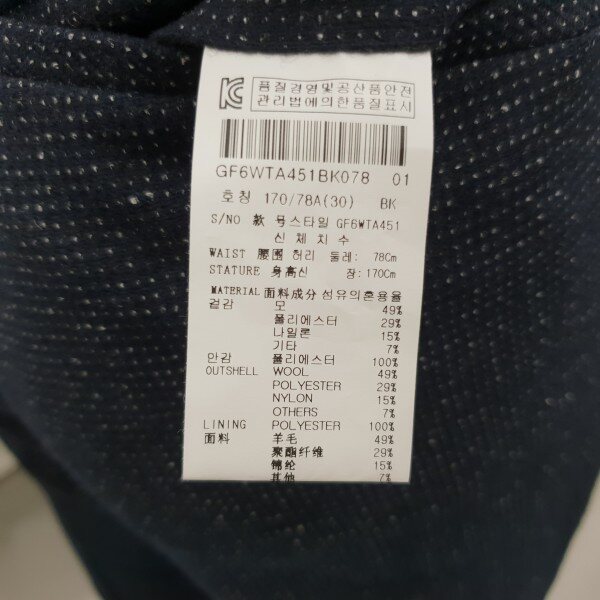 품질경영및공산품안전
관리법에의한품질표시
GF6WTA451BK078 01
호칭 170/78A(30) BK
S/NO 款 号스타일 GF6WTA451
신체치수
WAIST 腰围 허리 둘레: 78Cm
STATURE 身高신 장:170Cm
MATERIAL 面料成分 섬유의혼용율
겉감 모 49%
폴리에스터 29%
나일론 15%
기타 7%
안감 폴리에스터 100%
OUTSHELL WOOL 49%
POLYESTER 29%
NYLON 15%
OTHERS 7%
LINING POLYESTER 100%
面料 羊毛 49%
聚酯纤维 29%
锦纶 15%
其他 7%